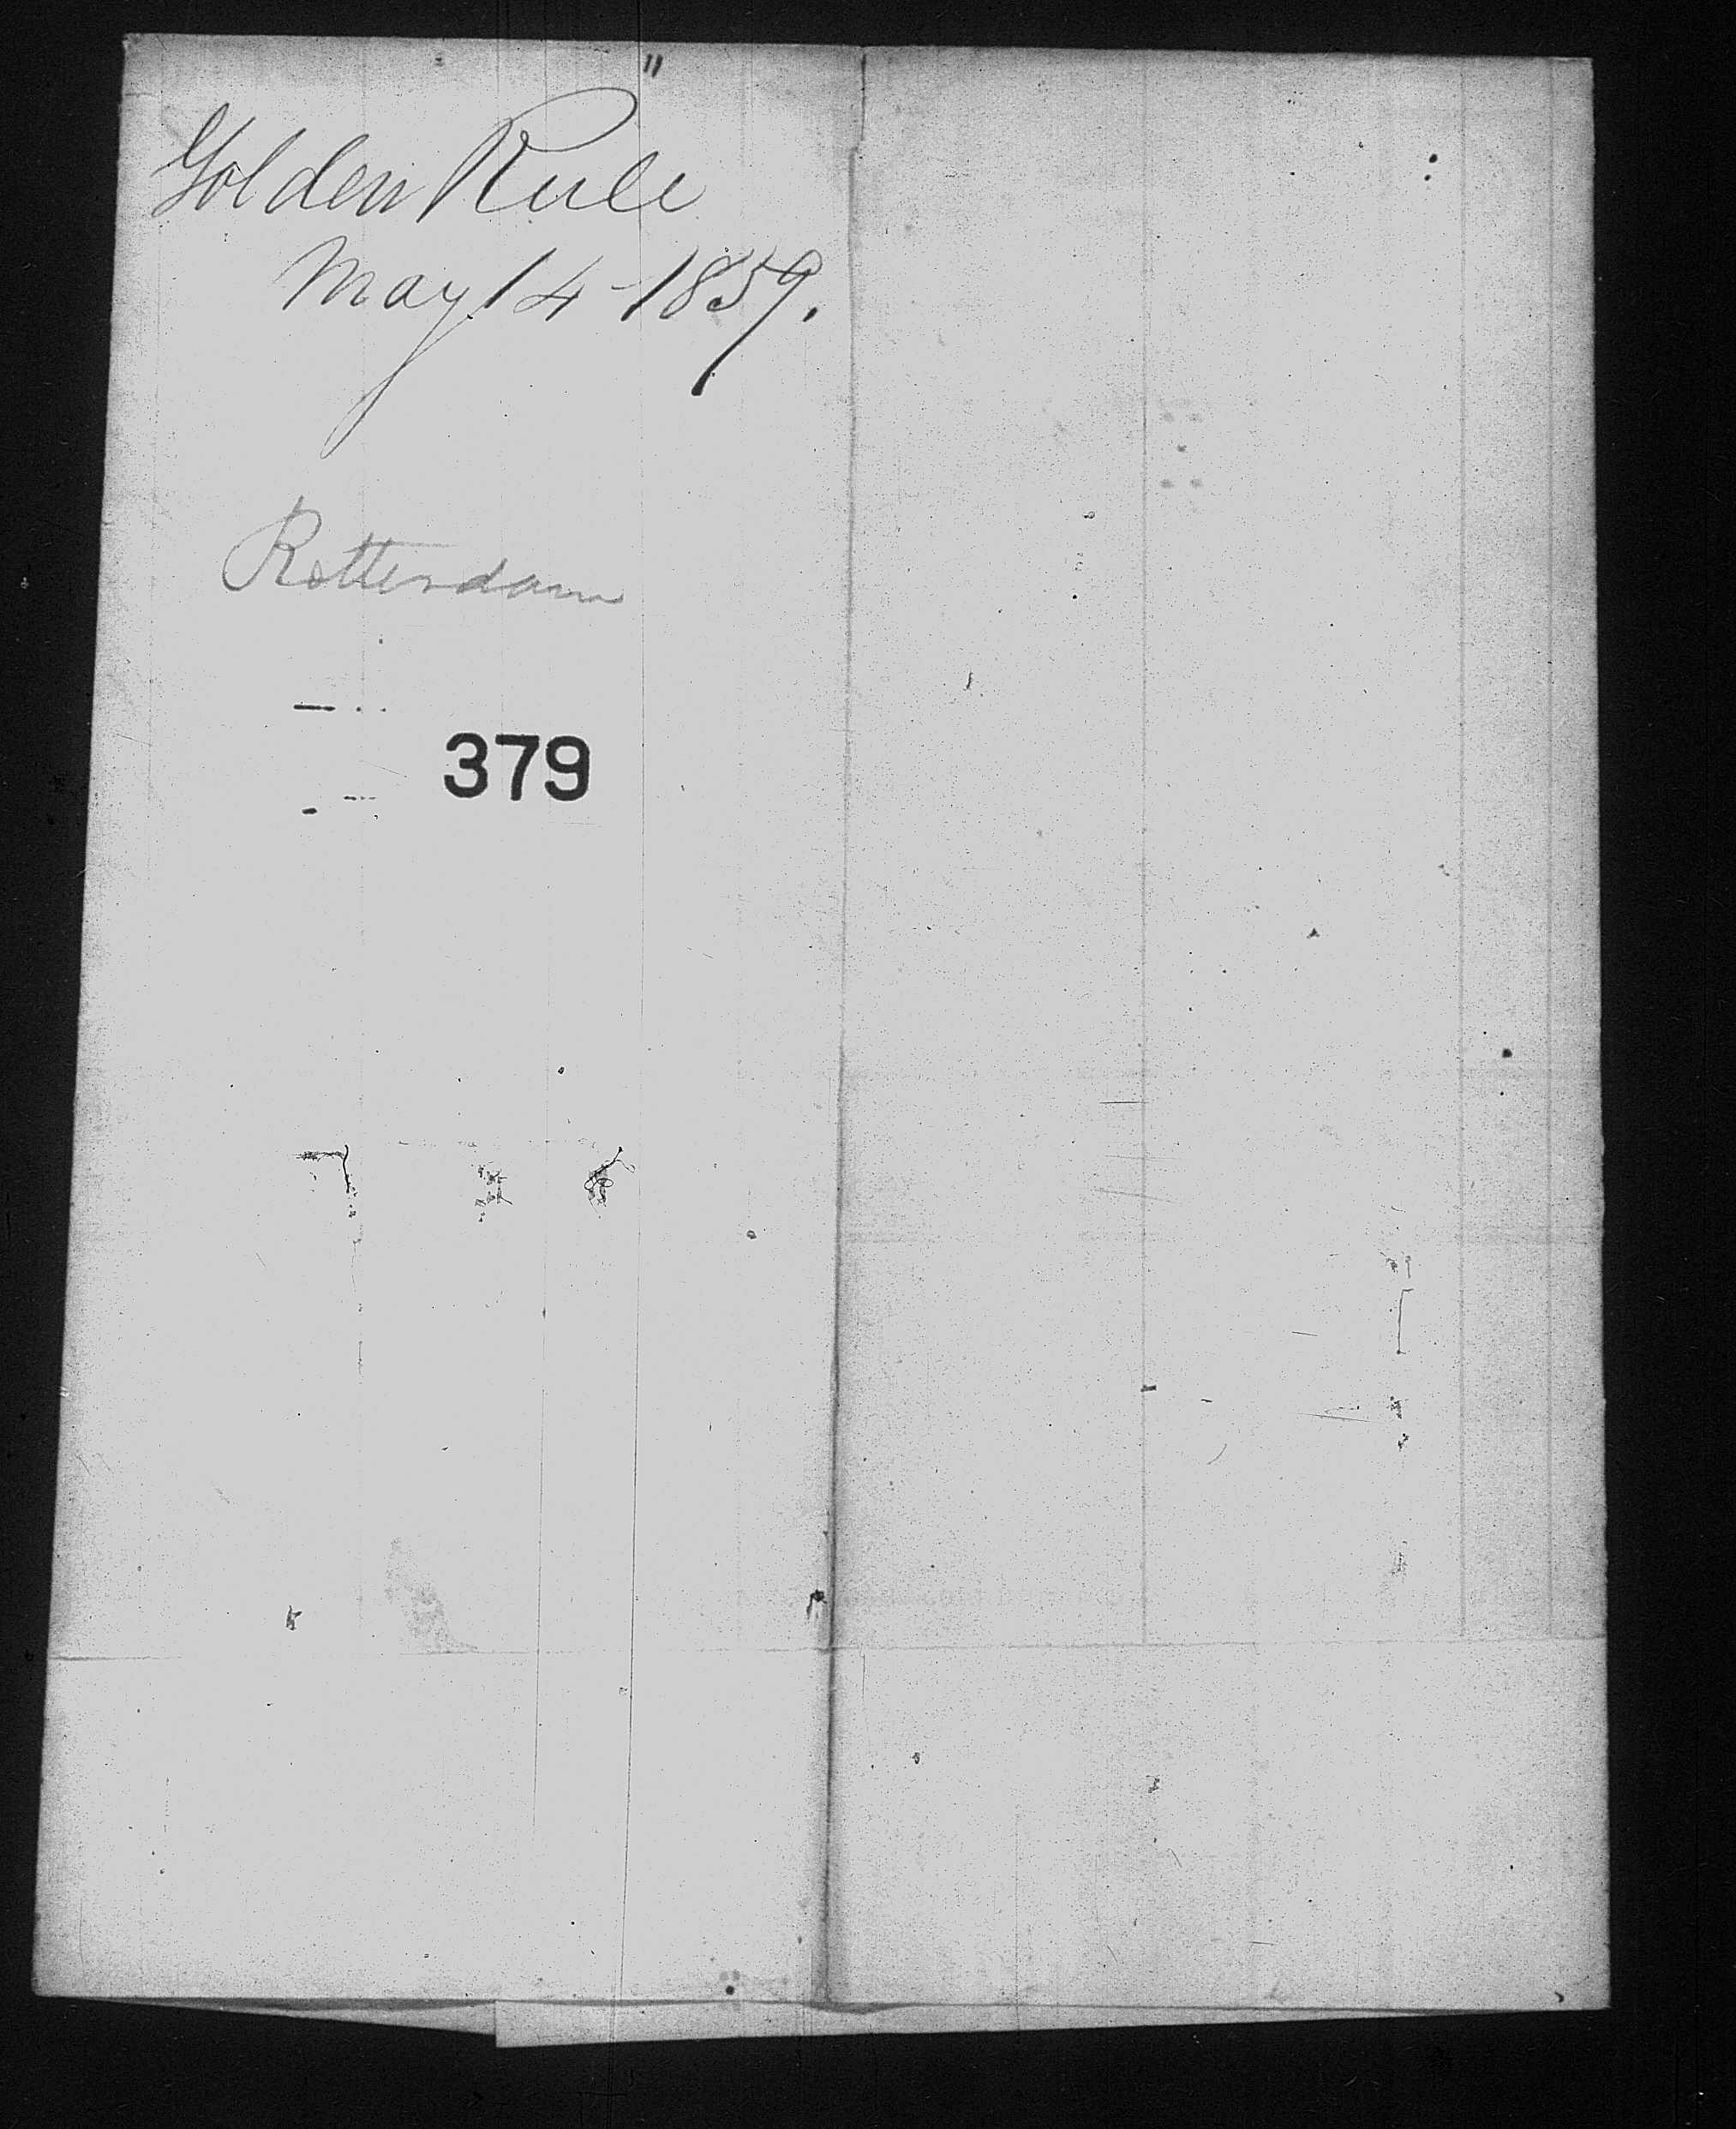 Golden Rule
May 14-1859.
Rotterdam
379